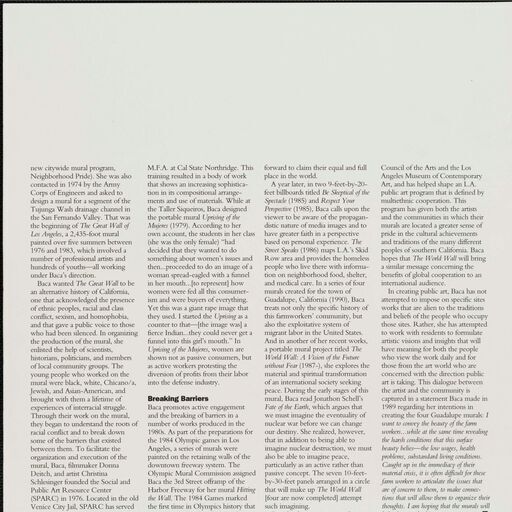 new citywide mural program,
Neighborhood Pride). She was also
contacted in 1974 by the Army
Corps of Engineers and asked to
design a mural for a segment of the
Tujunga Wash drainage channel in
the San Fernando Valley. That was
the beginning of The Great Wall of
Los Angeles, a 2,435-foot mural
painted over five summers between
1976 and 1983, which involved a
number of professional artists and
hundreds of youths—all working
under Baca's direction.
Baca wanted The Great Wall to be
an alternative history of California,
one that acknowledged the presence
of ethnic peoples, racial and class
conflict, sexism, and homophobia,
and that gave a public voice to those
who had been silenced. In organizing
the production of the mural, she
enlisted the help of scientists,
historians, politicians, and members
of local community groups. The
young people who worked on the
mural were black, white, Chicano/a,
Jewish, and Asian-American, and
brought with them a lifetime of
experiences of interracial struggle.
Through their work on the mural,
they began to understand the roots of
racial conflict and to break down
some of the barriers that existed
between them. To facilitate the
organization and execution of the
mural, Baca, filmmaker Donna
Deitch, and artist Christina
Schlesinger founded the Social and
Public Art Resource Center
(SPARC) in 1976. Located in the old
Venice City Jail, SPARC has served
M.F.A. at Cal State Northridge. This
training resulted in a body of work
that shows an increasing sophistica-
tion in its compositional arrange-
ments and use of materials. While at
the Taller Siqueiros, Baca designed
the portable mural Uprising of the
Mujeres (1979). According to her
own account, the students in her class
(she was the only female) "had
decided that they wanted to do
something about women's issues and
then...proceeded to do an image of a
woman spread-eagled with a funnel
in her mouth...[to represent] how
women were fed all this consumer-
ism and were buyers of everything.
Yet this was a giant rape image that
they used. I started the Uprising as a
counter to that—[the image was] a
fierce Indian...they could never get a
funnel into this girl's mouth." In
Uprising of the Mujeres, women are
shown not as passive consumers, but
as active workers protesting the
diversion of profits from their labor
into the defense industry.
Breaking Barriers
Baca promotes active engagement
and the breaking of barriers in a
number of works produced in the
1980s. As part of the preparations for
the 1984 Olympic games in Los
Angeles, a series of murals were
painted on the retaining walls of the
downtown freeway system. The
Olympic Mural Commission assigned
Baca the 3rd Street offramp of the
Harbor Freeway for her mural Hitting
the Wall. The 1984 Games marked
the first time in Olympics history that
forward to claim their equal and full
place in the world.
A year later, in two 9-feet-by-20-
feet billboards titled Be Skeptical of the
Spectacle (1985) and Respect Your
Perspective (1985), Baca calls upon the
viewer to be aware of the propagan-
distic nature of media images and to
have greater faith in a perspective
based on personal experience. The
Street Speaks (1986) maps L.A.'s Skid
Row area and provides the homeless
people who live there with informa-
tion on neighborhood food, shelter,
and medical care. In a series of four
murals created for the town of
Guadalupe, California (1990), Baca
treats not only the specific history of
this farmworkers' community, but
also the exploitative system of
migrant labor in the United States.
And in another of her recent works,
a portable mural project titled The
World Wall: A Vision of the Future
without Fear (1987-), she explores the
material and spiritual transformation
of an international society seeking
peace. During the early stages of this
mural, Baca read Jonathon Schell's
Fate of the Earth, which argues that
we must imagine the eventuality of
nuclear war before we can change
our destiny. She realized, however,
that in addition to being able to
imagine nuclear destruction, we must
also be able to imagine peace,
particularly as an active rather than
passive concept. The seven 10-feet-
by-30-feet panels arranged in a circle
that will make up The World Wall
[four are now completed] attempt
such imagining.
Council of the Arts and the Los
Angeles Museum of Contemporary
Art, and has helped shape an L.A.
public art program that is defined by
multiethnic cooperation. This
program has given both the artists
and the communities in which their
murals are located a greater sense of
pride in the cultural achievements
and traditions of the many different
peoples of southern California. Baca
hopes that The World Wall will bring
a similar message concerning the
benefits of global cooperation to an
international audience.
In creating public art, Baca has not
attempted to impose on specific sites
works that are alien to the traditions
and beliefs of the people who occupy
those sites. Rather, she has attempted
to work with residents to formulate
artistic visions and insights that will
have meaning for both the people
who view the work daily and for
those from the art world who are
concerned with the direction public
art is taking. This dialogue between
the artist and the community is
captured in a statement Baca made in
1989 regarding her intentions in
creating the four Guadalupe murals: I
want to convey the beauty of the farm
workers...while at the same time revealing
the harsh conditions that this surface
beauty belies—the low wages, health
problems, substandard living conditions.
Caught up in the immediacy of their
material crisis, it is often difficult for these
farm workers to articulate the issues that
are of concern to them, to make connec-
tions that will allow them to organize their
thoughts. I am hoping that the murals will